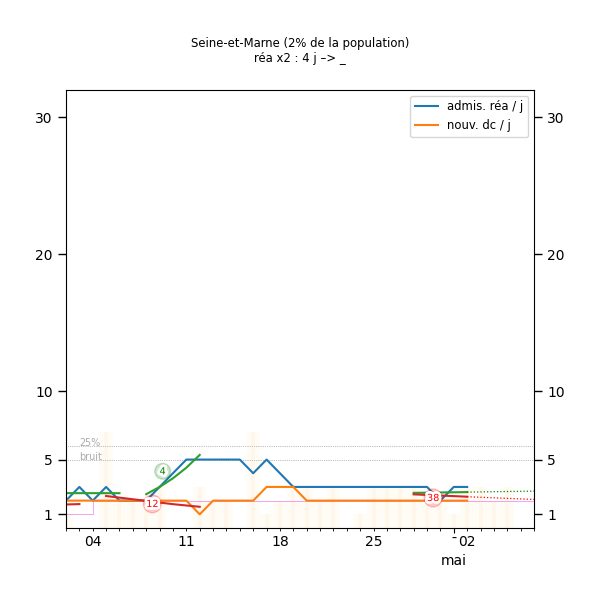 Seine-et-Marne (2% de la population)
réa x2 : 4 j –> _
admis. réa / j
nouv. dc / j
30 30
20 20
10 10
25%
5 bruit 5
4
12
38
1 1
04 11 18 25 02
mai